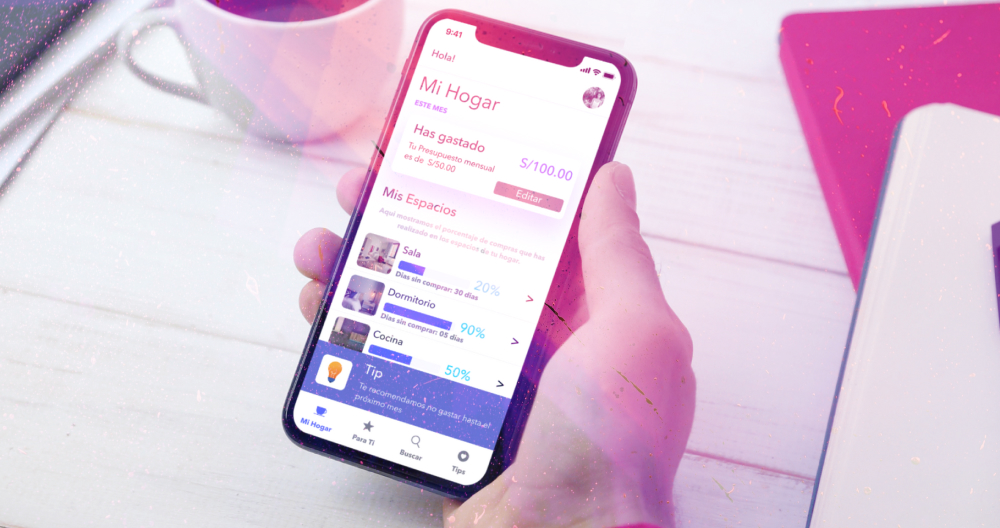 9:41
Hola!
Mi Hogar
ESTE MES
Has gastado
Tu Presupuesto mensual
es de S/50.00
S/100.00
Editar
Mis Espacios
Aquí mostramos el porcentaje de compras que has
realizado en los espacios de tu hogar.
Sala
20%
Días sin comprar: 30 días
Dormitorio
90%
Días sin comprar: 05 días
Cocina
50%
Tip
Te recomendamos no gastar hasta el
próximo mes
Mi Hogar
Para Ti
Buscar
Tips